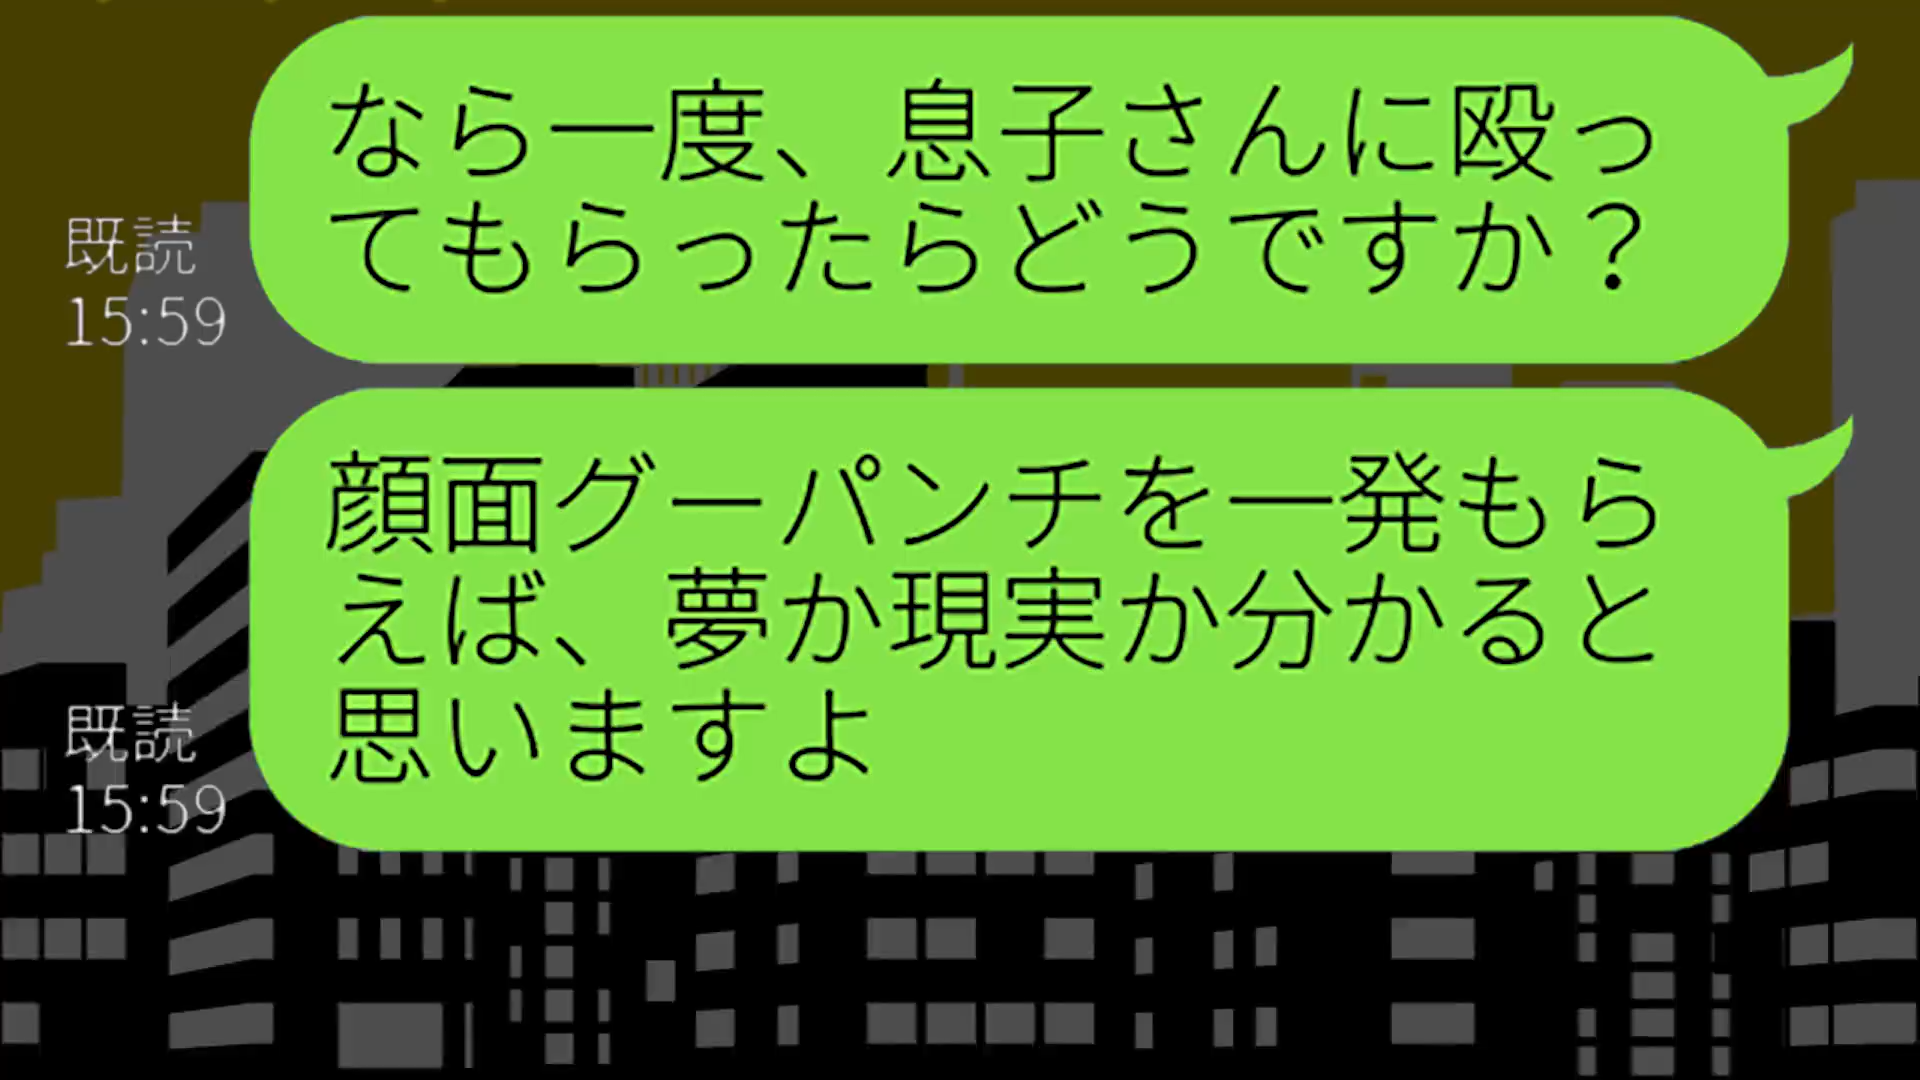 なら一度、息子さんに殴っ
てもらったらどうですか？
既読
15:59
顔面グーパンチを一発もら
えば、夢か現実か分かると
思いますよ
既読
15:59